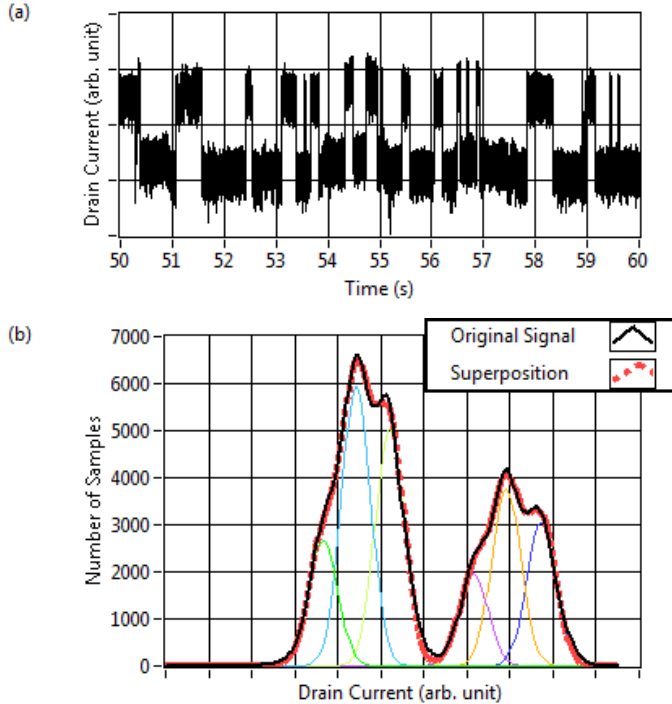 (a)
Drain Current (arb. unit)
50 51 52 53 54 55 56 57 58 59 60
Time (s)
(b)
Original Signal
Superposition
Number of Samples
7000
6000
5000
4000
3000
2000
1000
0
Drain Current (arb. unit)